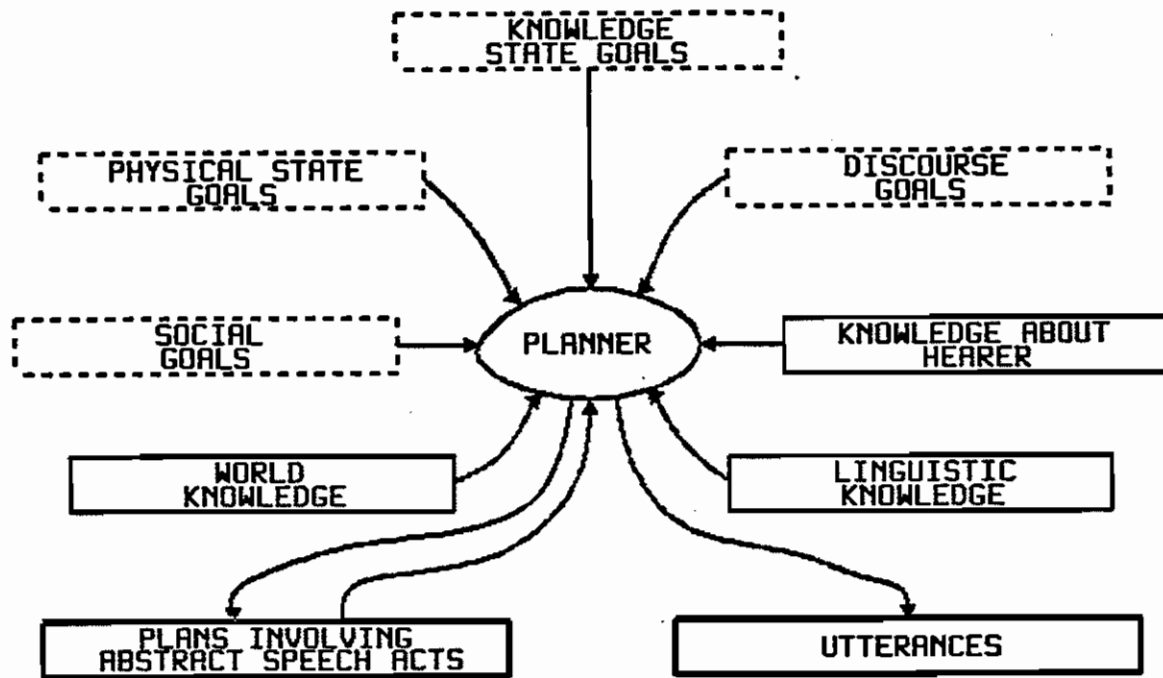 KNOWLEDGE
STATE GOALS
PHYSICAL STATE
GOALS
DISCOURSE
GOALS
SOCIAL
GOALS
PLANNER
KNOWLEDGE ABOUT
HEARER
WORLD
KNOWLEDGE
LINGUISTIC
KNOWLEDGE
PLANS INVOLVING
ABSTRACT SPEECH ACTS
UTTERANCES